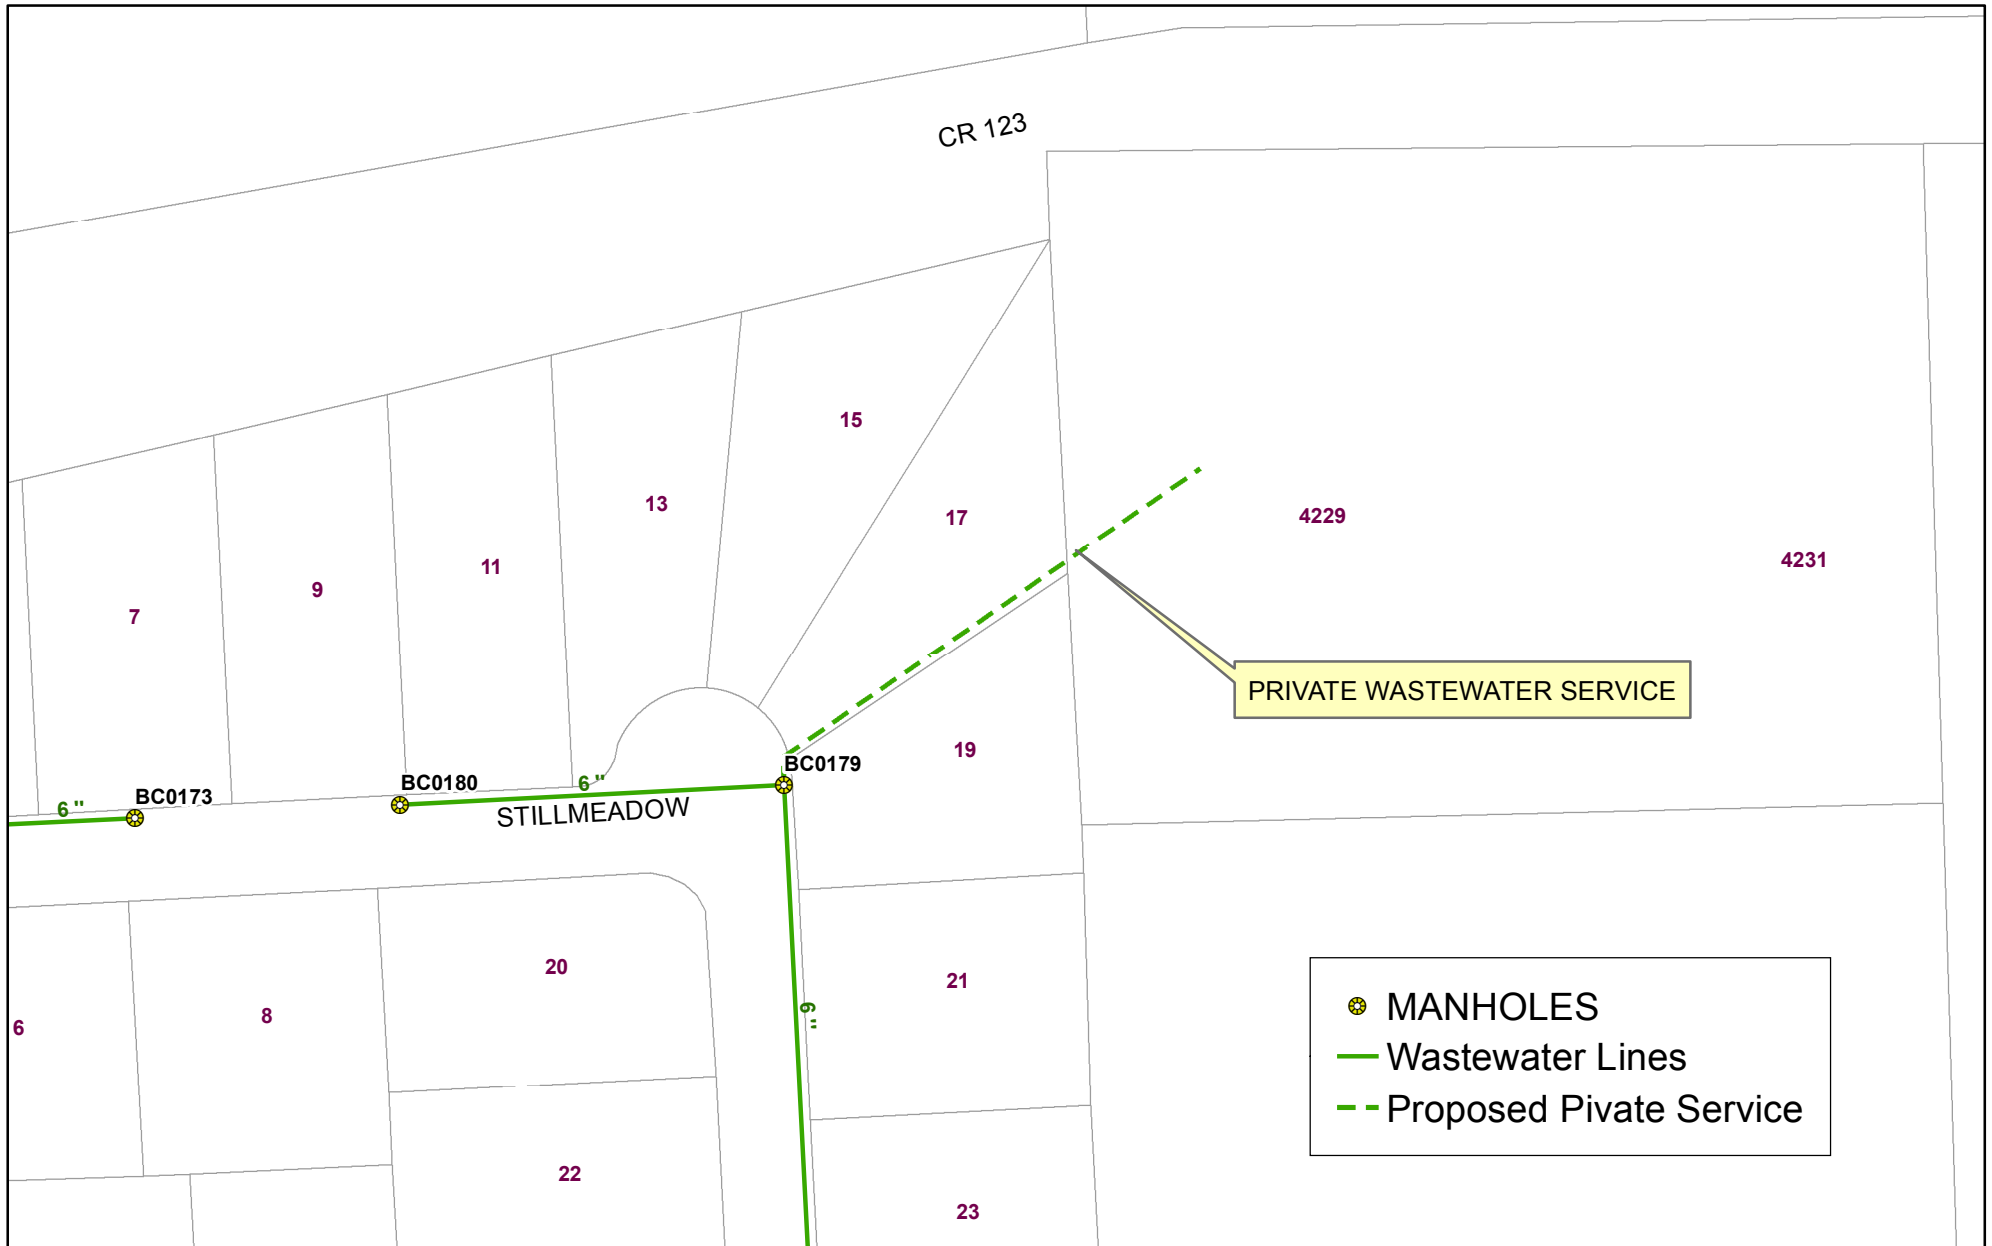 CR 123
15
13
17
4229
4231
11
9
7
PRIVATE WASTEWATER SERVICE
19
BC0179
BC0180
6 "
BC0173
6 "
STILLMEADOW
20
21
8
6
6 "
22
23
MANHOLES
Wastewater Lines
Proposed Pivate Service